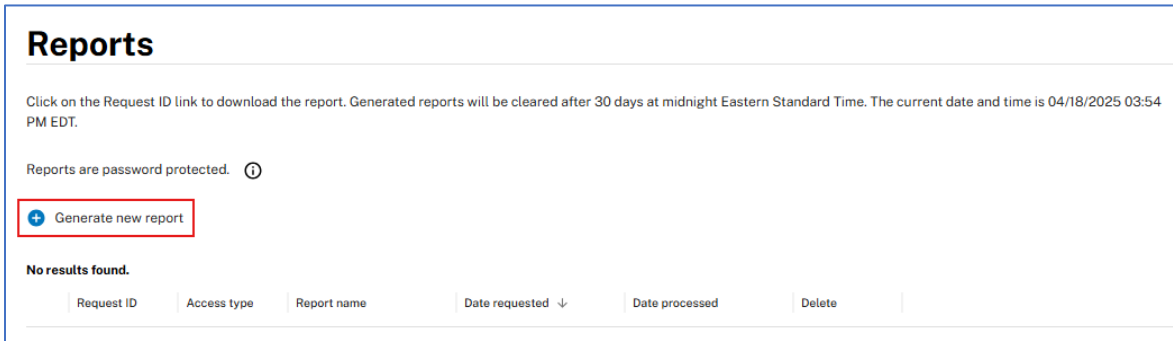 Reports
Click on the Request ID link to download the report. Generated reports will be cleared after 30 days at midnight Eastern Standard Time. The current date and time is 04/18/2025 03:54
PM EDT.
Reports are password protected.
Generate new report
No results found.
Request ID Access type Report name Date requested ↓ Date processed Delete